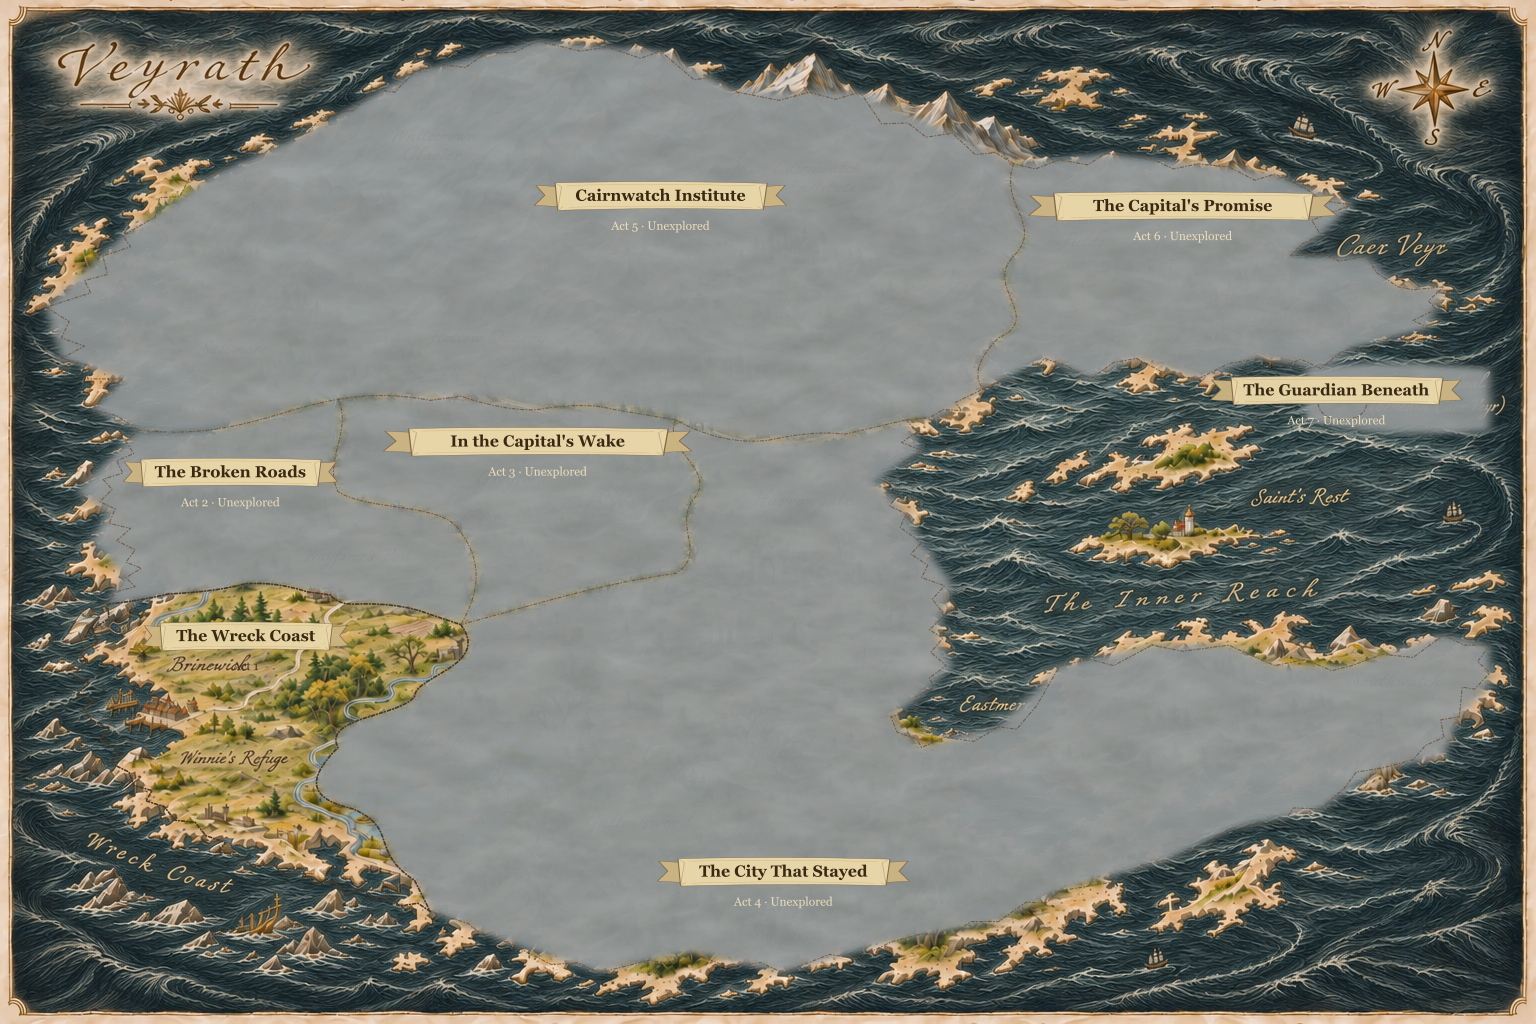 Veyrath
N
W E
S
Cairnwatch Institute
Act 5 · Unexplored
The Capital's Promise
Act 6 · Unexplored
Caer Veyr
The Guardian Beneath
Act 7 · Unexplored
yr)
In the Capital's Wake
Act 3 · Unexplored
The Broken Roads
Act 2 · Unexplored
Saint's Rest
The Inner Reach
The Wreck Coast
Brinewick
Eastmer
Winnie's Refuge
Wreck Coast
The City That Stayed
Act 4 · Unexplored